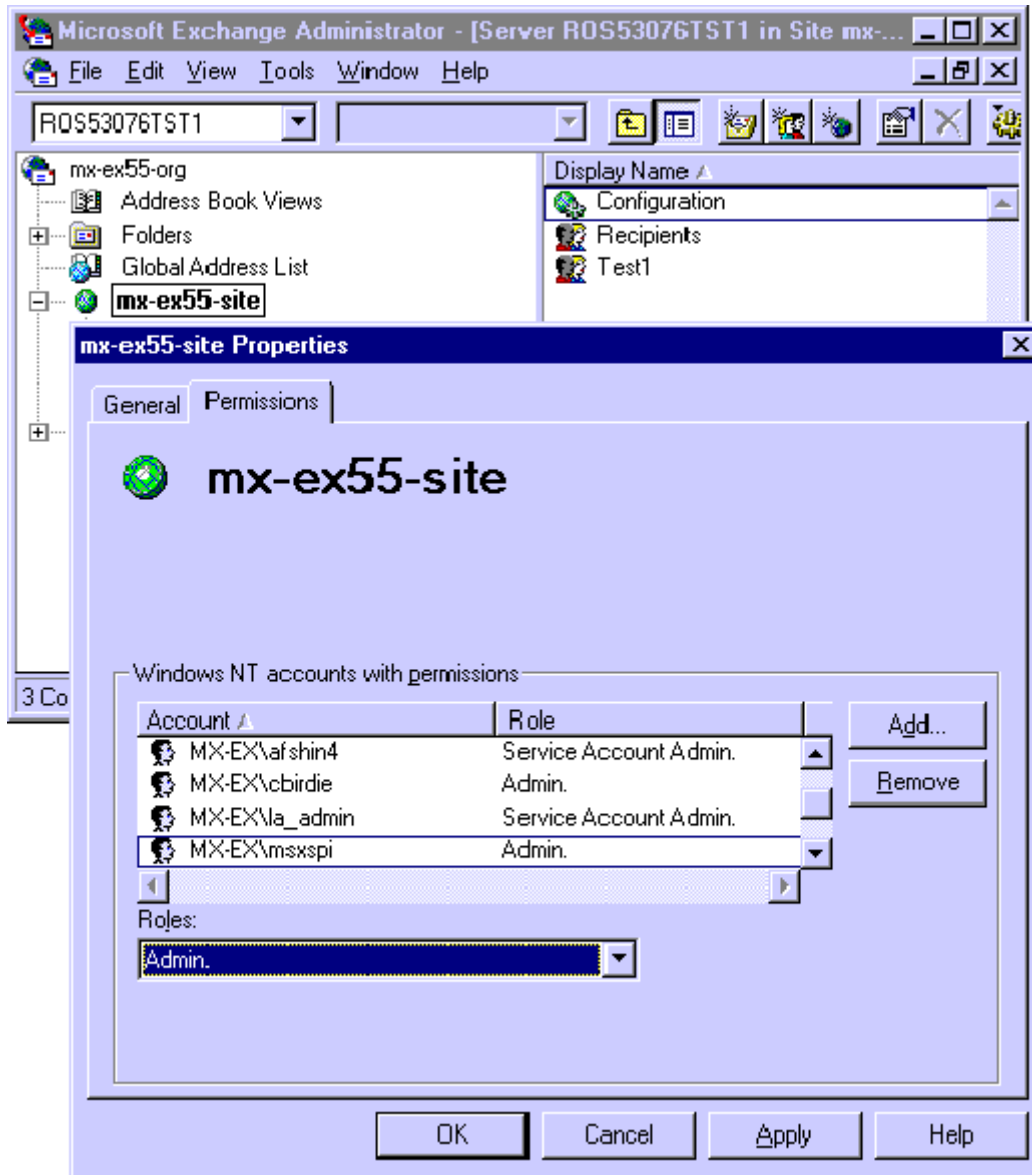 Microsoft Exchange Administrator - [Server ROS53076TST1 in Site mx-...
File Edit View Tools Window Help
ROS53076TST1
mx-ex55-org
Address Book Views
Folders
Global Address List
mx-ex55-site
Display Name
Configuration
Recipients
Test1
3 Co
mx-ex55-site Properties
General Permissions
mx-ex55-site
Windows NT accounts with permissions
Account Role
MX-EX\afshin4 Service Account Admin.
MX-EX\cbirdie Admin.
MX-EX\la_admin Service Account Admin.
MX-EX\msxspi Admin.
Add...
Remove
Roles:
Admin.
OK Cancel Apply Help